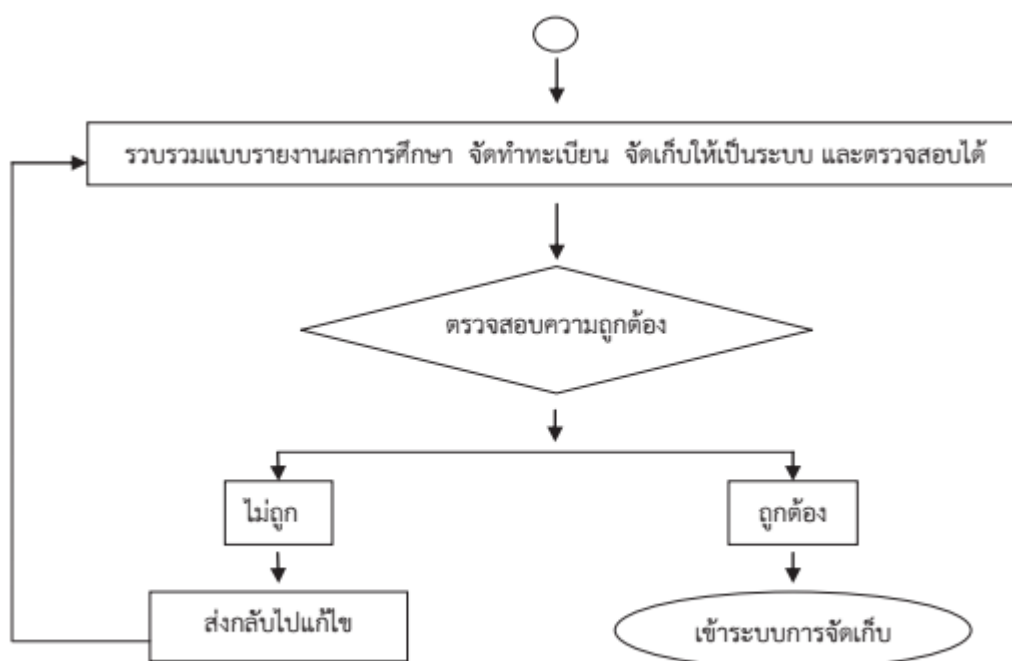 รวบรวมแบบรายงานผลการศึกษา จัดทำทะเบียน จัดเก็บให้เป็นระบบ และตรวจสอบได้
ตรวจสอบความถูกต้อง
ไม่ถูก
ถูกต้อง
ส่งกลับไปแก้ไข
เข้าระบบการจัดเก็บ